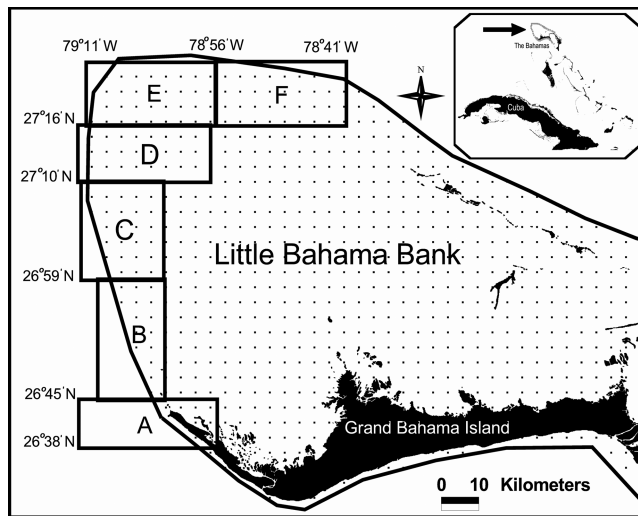 79°11'W
78°56'W
78°41'W
N
The Bahamas
Cuba
E
F
27°16'N
D
27°10'N
C
Little Bahama Bank
26°59'N
B
26°45'N
A
Grand Bahama Island
26°38'N
0 10 Kilometers